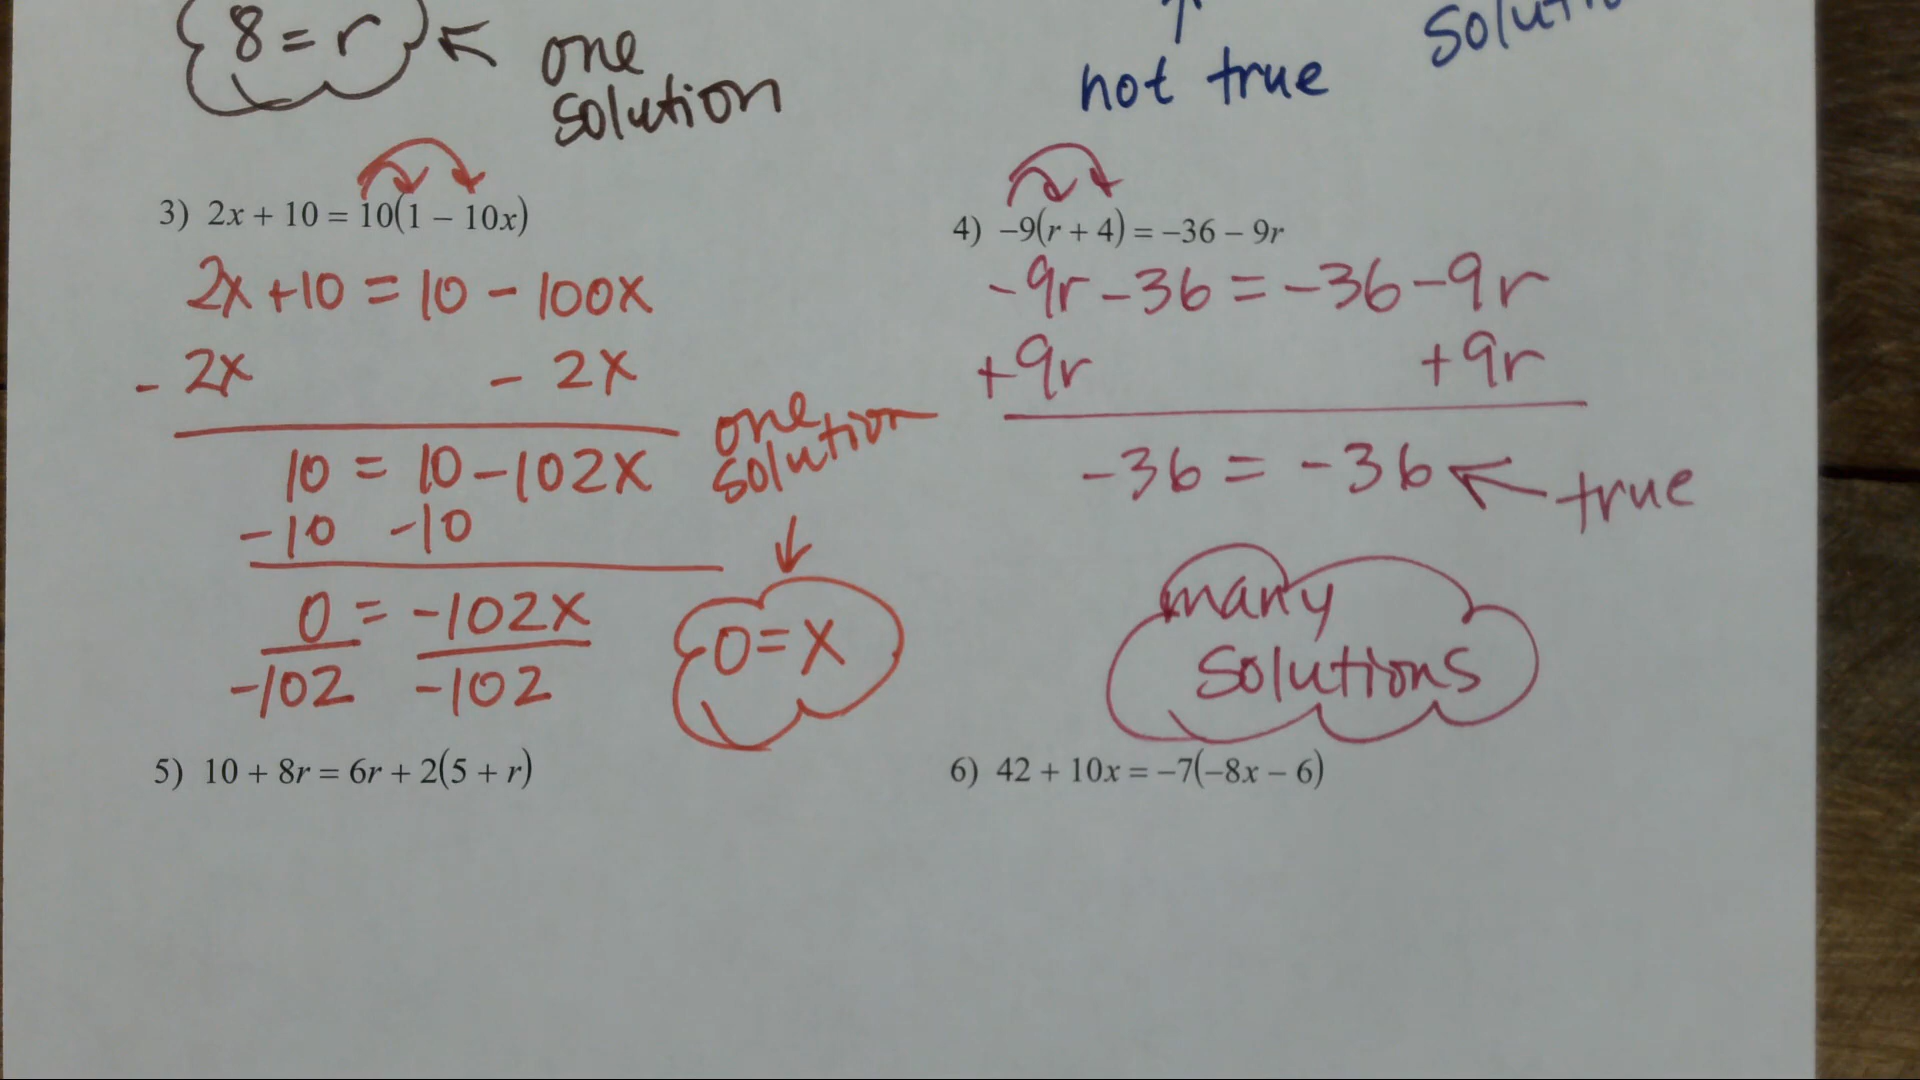 8 = r ← one
solution
↑
not true
3) 2x + 10 = 10(1 − 10x)
2x + 10 = 10 - 100x
- 2x - 2x
10 = 10 - 102x
-10 -10
0 = -102x
-102 -102
one
solution
↓
0 = x
4) −9(r + 4) = −36 − 9r
-9r - 36 = -36 - 9r
+9r +9r
-36 = -36 ← true
many
solutions
5) 10 + 8r = 6r + 2(5 + r)
6) 42 + 10x = −7(−8x − 6)